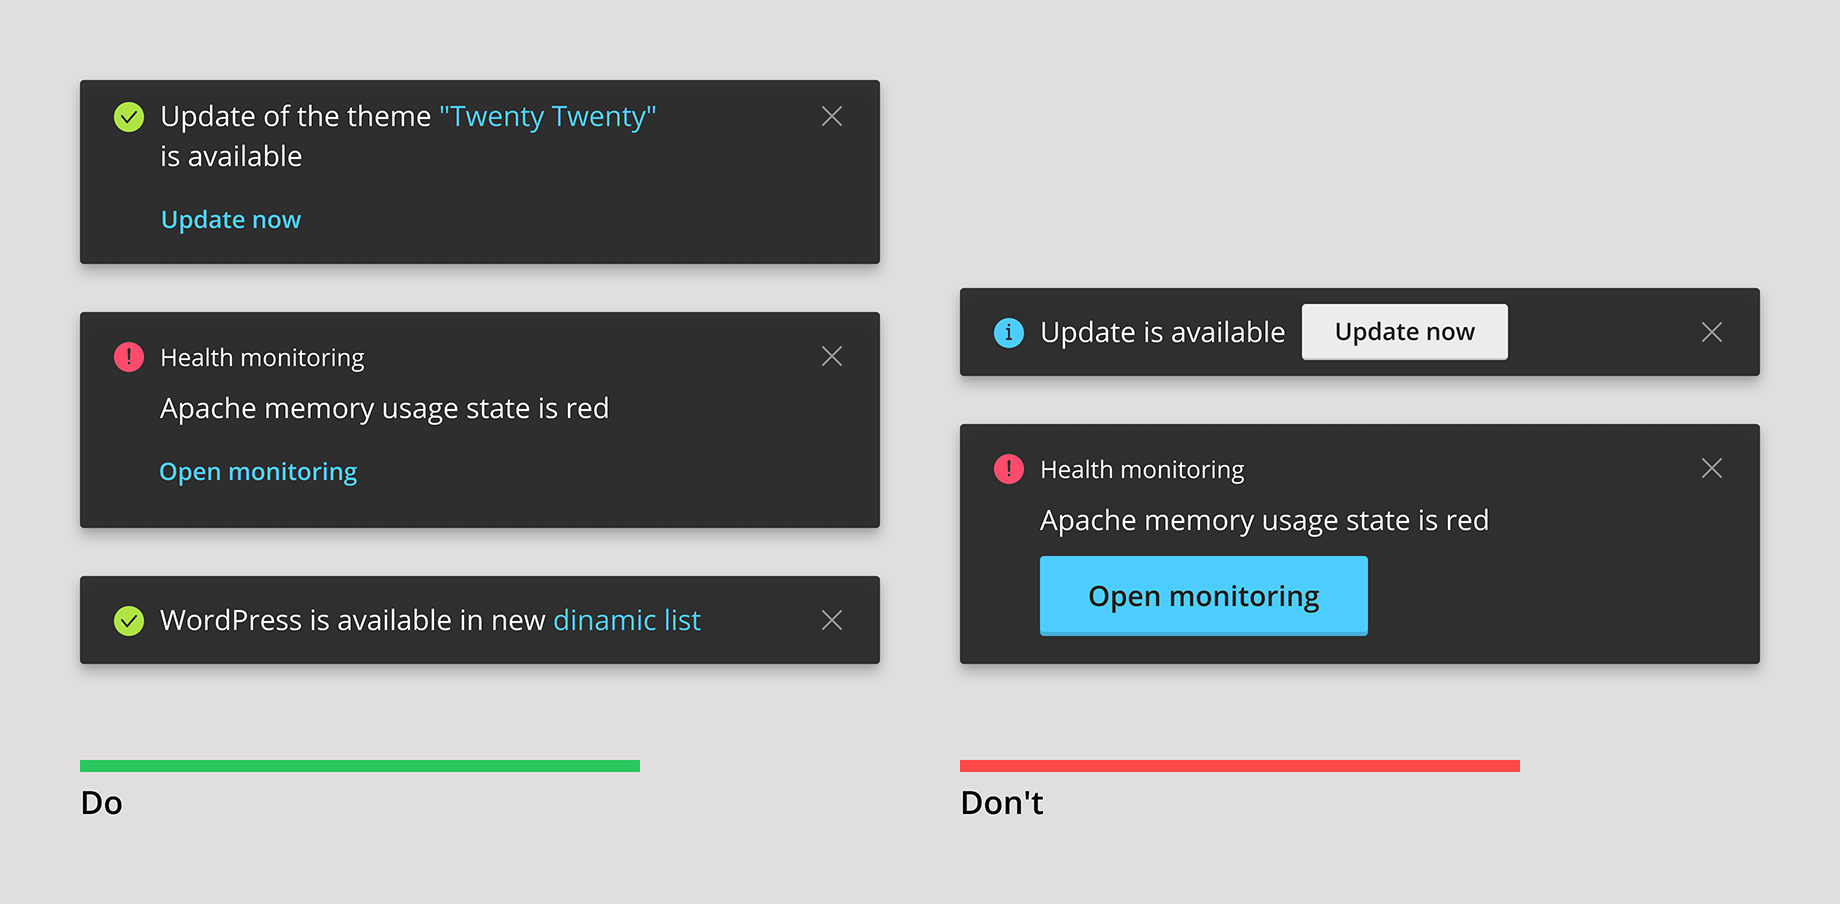 Update of the theme "Twenty Twenty"
is available
Update now
Health monitoring
Apache memory usage state is red
Open monitoring
WordPress is available in new dinamic list
Do
Update is available Update now
Health monitoring
Apache memory usage state is red
Open monitoring
Don't